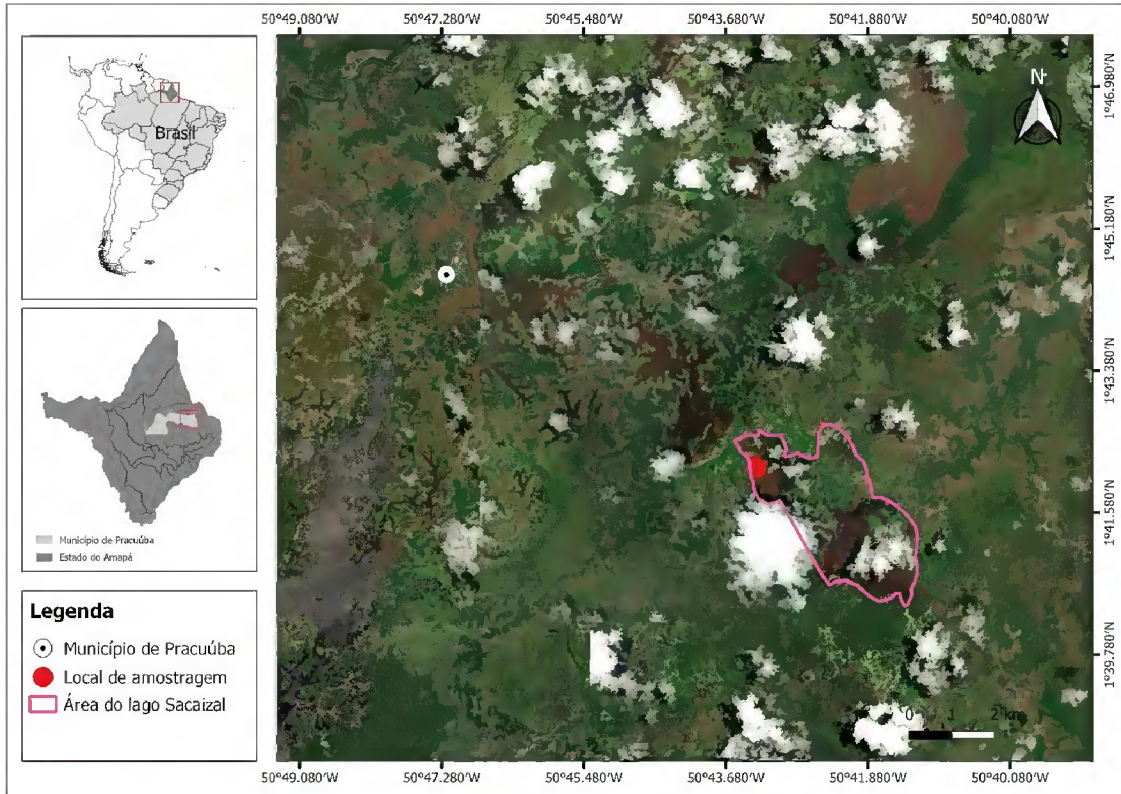 50°49.080'W 50°47.280'W 50°45.480'W 50°43.680'W 50°41.880'W 50°40.080'W
Brasil
Município de Pracuúba
Estado do Amapá
Legenda
Município de Pracuúba
Local de amostragem
Área do lago Sacaizal
N
1°46.980'N
1°45.180'N
1°43.380'N
1°41.580'N
1°39.780'N
0 1 2 km
50°49.080'W 50°47.280'W 50°45.480'W 50°43.680'W 50°41.880'W 50°40.080'W